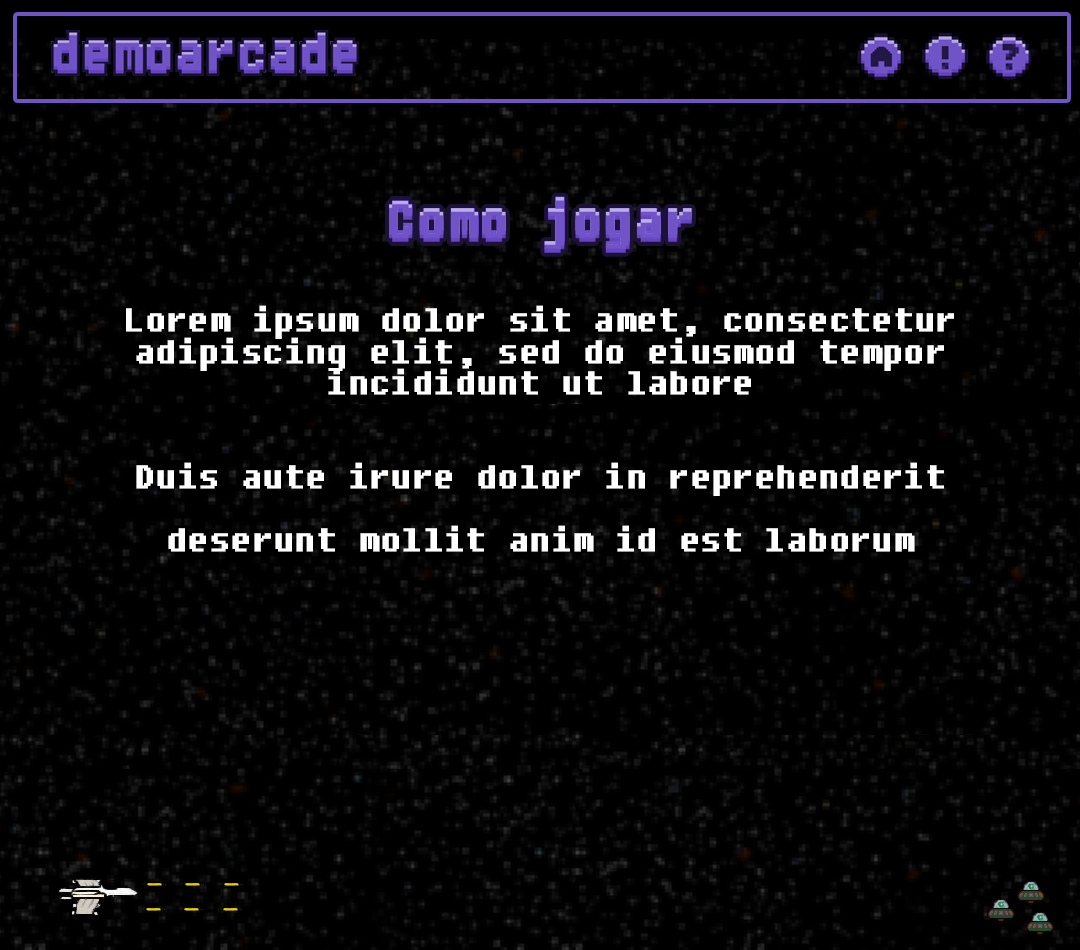 demoarcade
Como jogar
Lorem ipsum dolor sit amet, consectetur
adipiscing elit, sed do eiusmod tempor
incididunt ut labore
Duis aute irure dolor in reprehenderit
deserunt mollit anim id est laborum